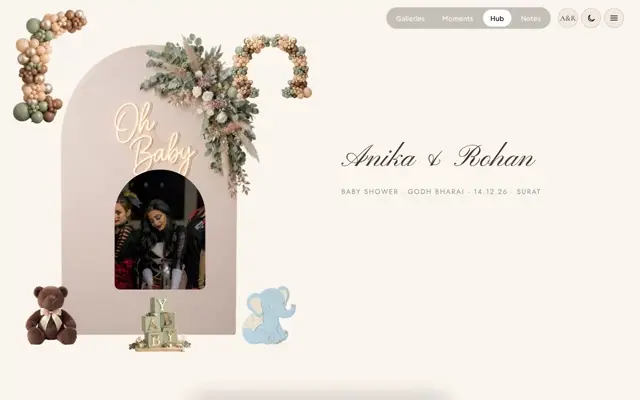 Galleries Moments Hub Notes A&R
Oh
Baby
Anika & Rohan
BABY SHOWER · GODH BHARAI · 14.12.26 · SURAT
Y
A B
B Y